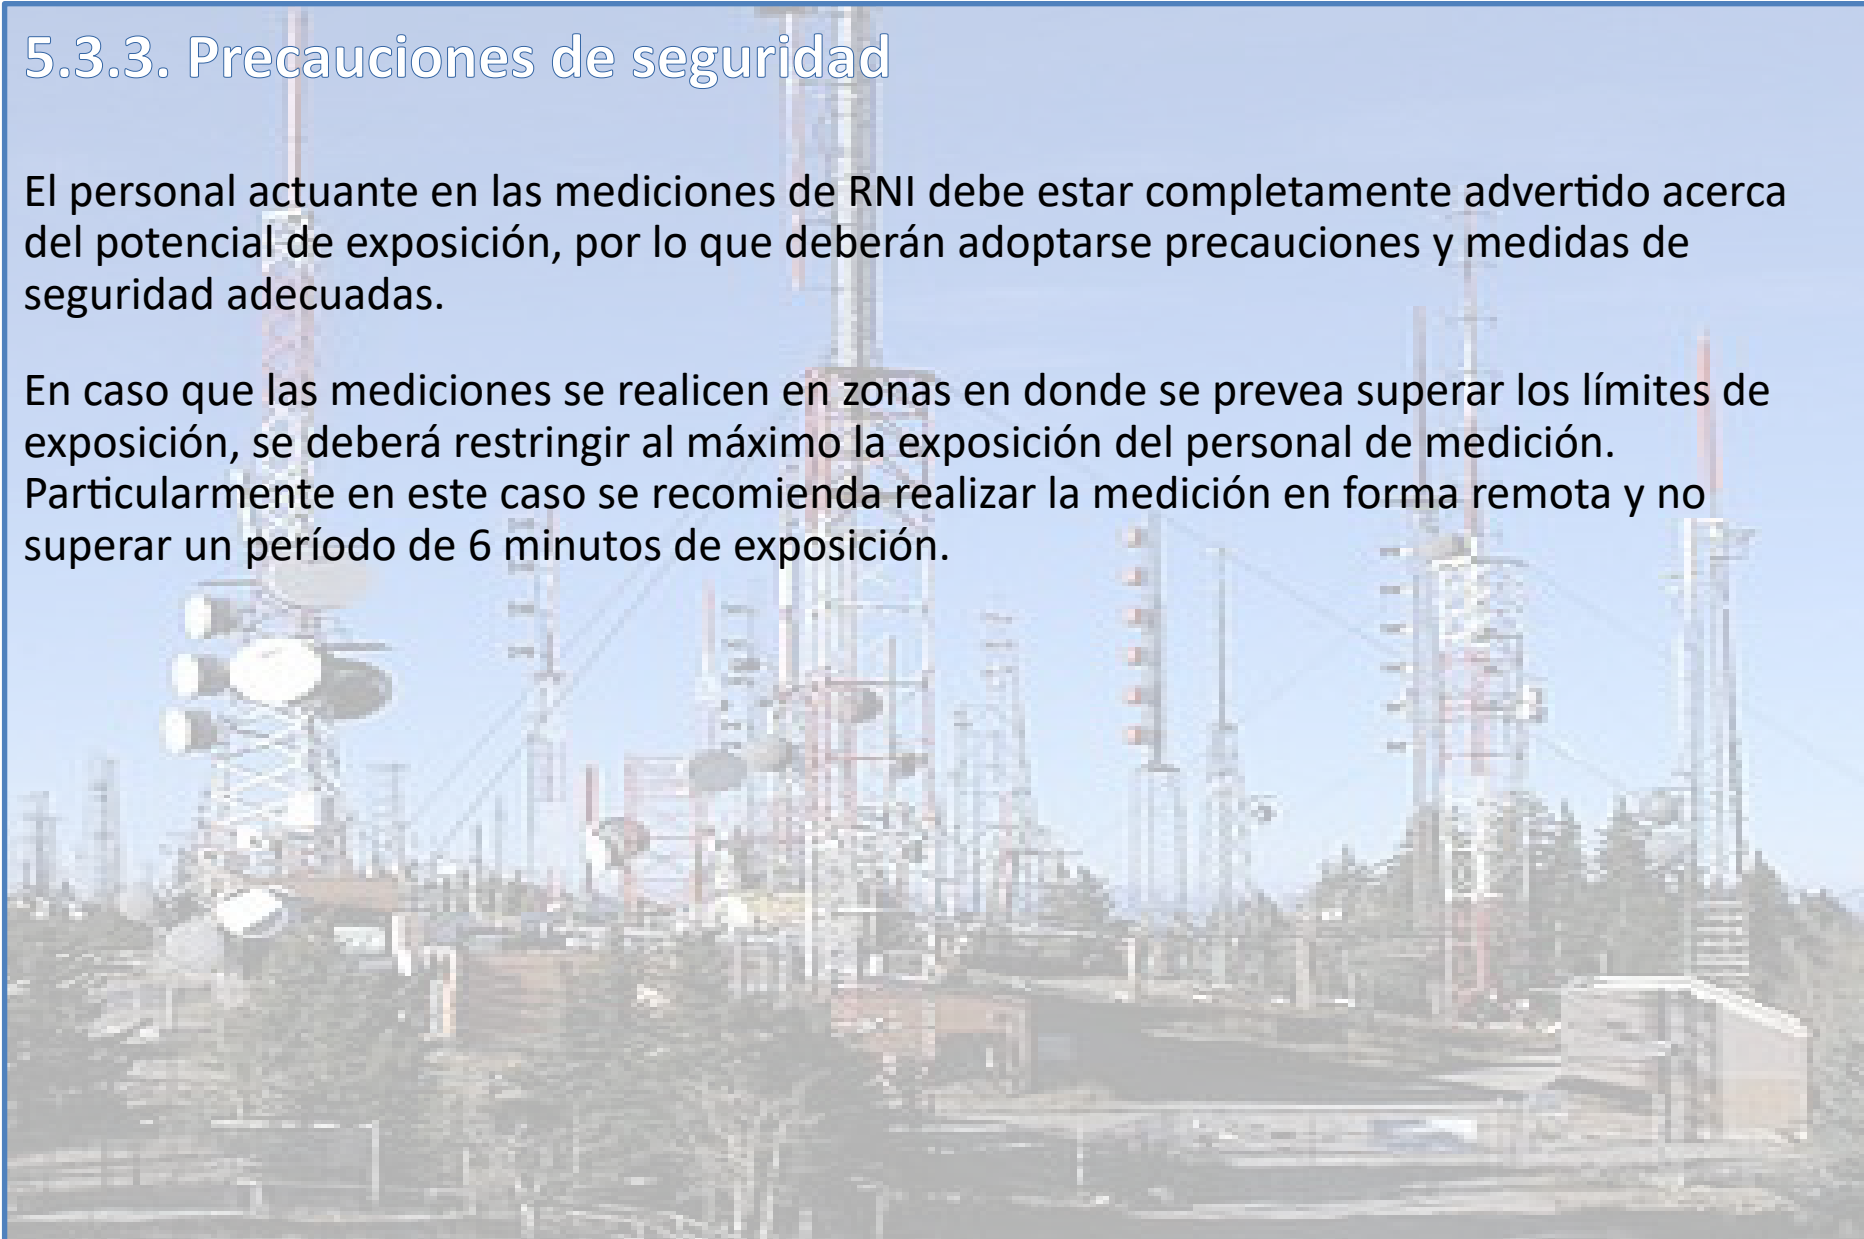 5.3.3. Precauciones de seguridad
El personal actuante en las mediciones de RNI debe estar completamente advertido acerca
del potencial de exposición, por lo que deberán adoptarse precauciones y medidas de
seguridad adecuadas.
En caso que las mediciones se realicen en zonas en donde se prevea superar los límites de
exposición, se deberá restringir al máximo la exposición del personal de medición.
Particularmente en este caso se recomienda realizar la medición en forma remota y no
superar un período de 6 minutos de exposición.